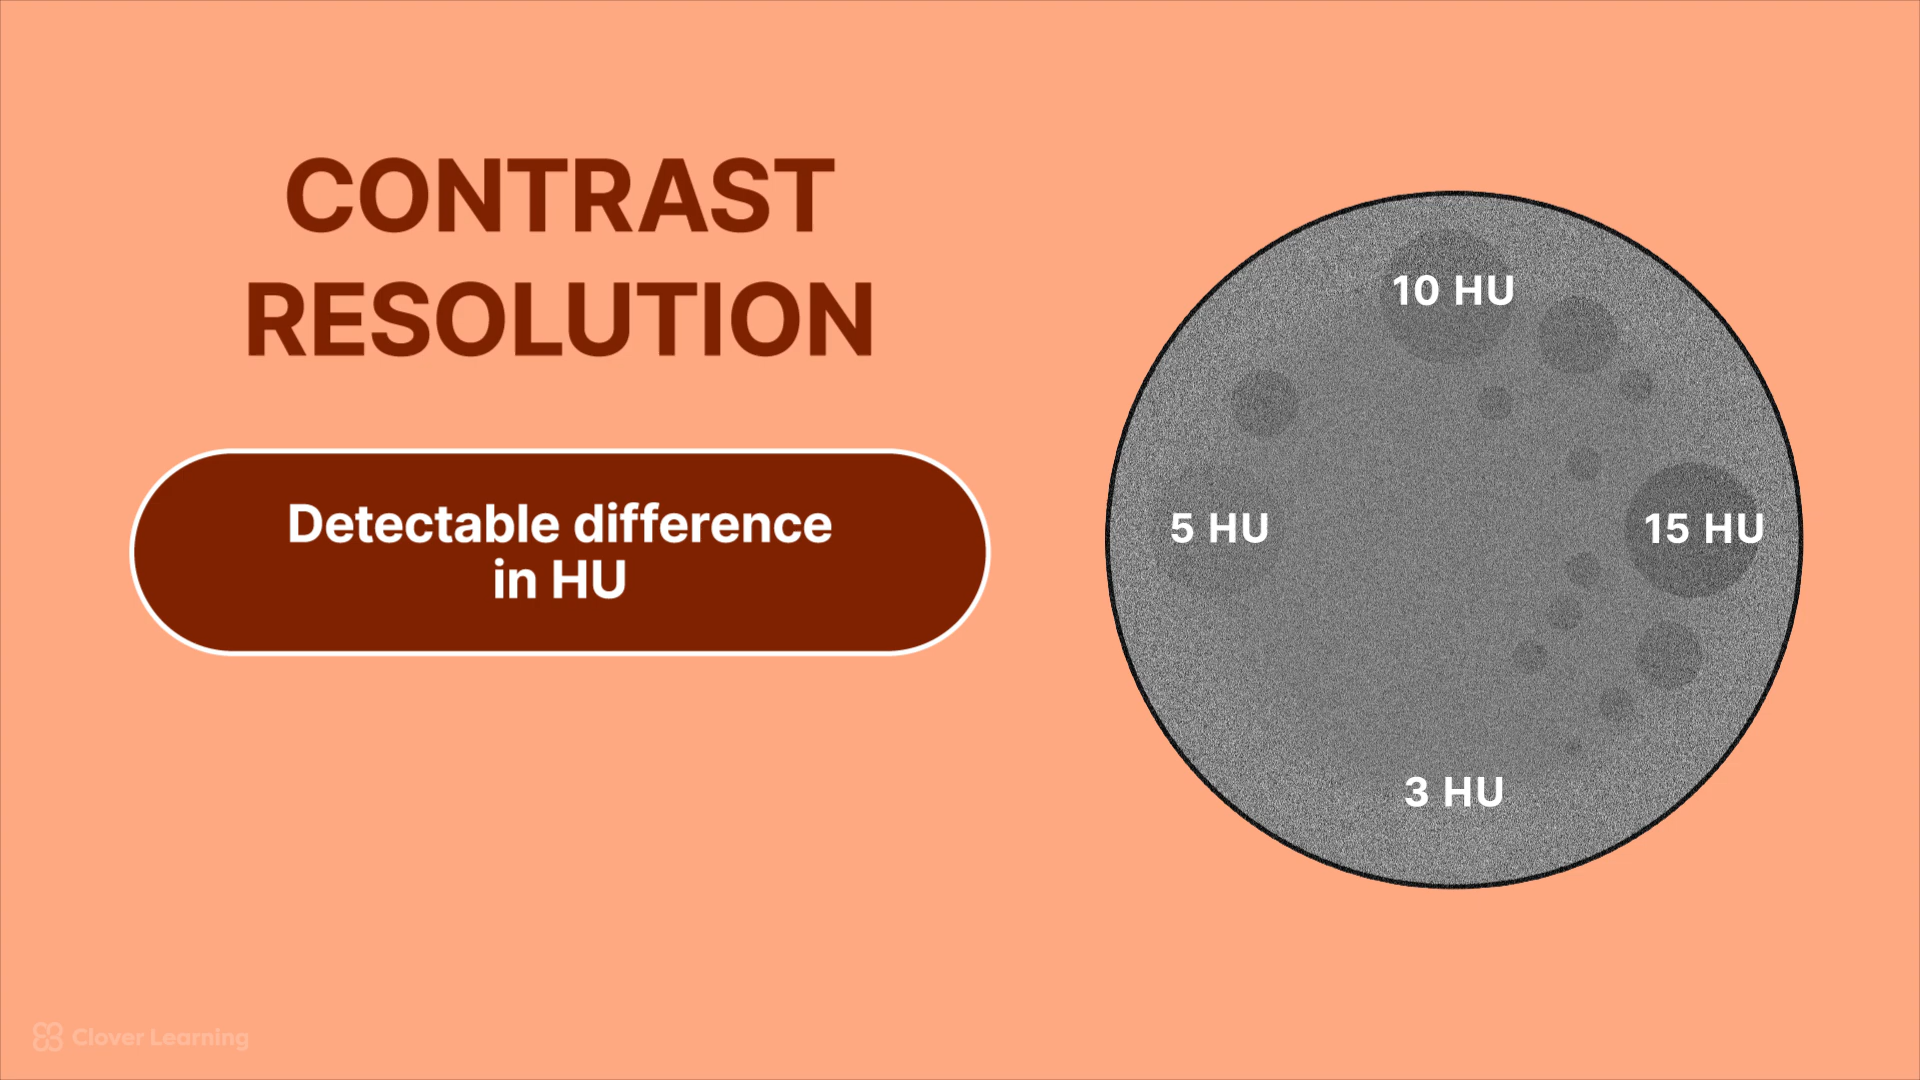 CONTRAST
RESOLUTION
Detectable difference
in HU
10 HU
5 HU
15 HU
3 HU
Clover Learning